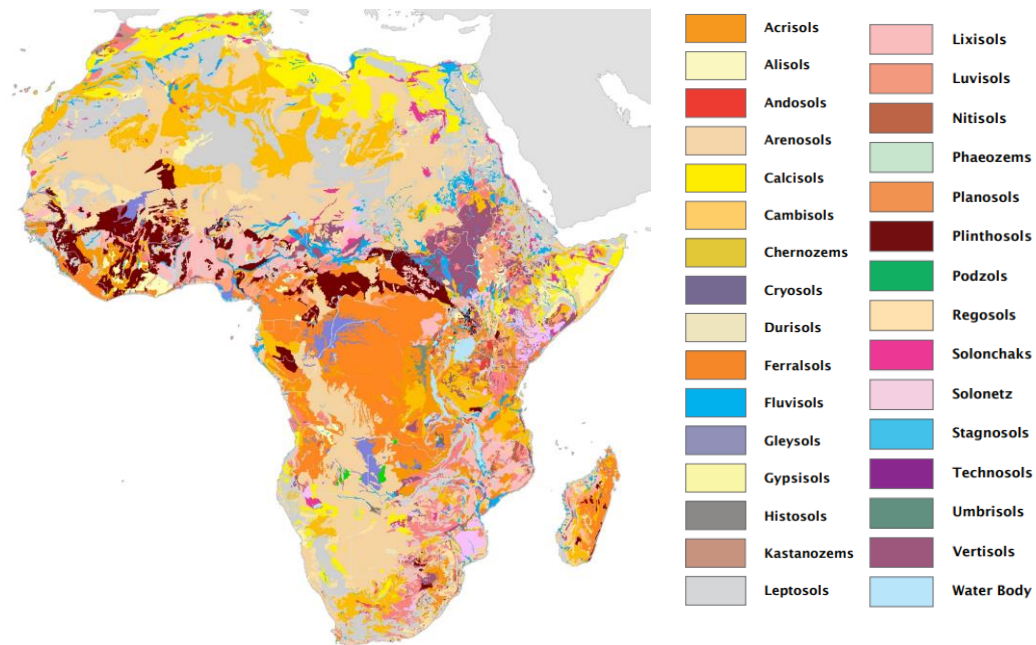 Acrisols
Alisols
Andosols
Arenosols
Calcisols
Cambisols
Chernozems
Cryosols
Durisols
Ferralsols
Fluvisols
Gleysols
Gypsisols
Histosols
Kastanozems
Leptosols
Lixisols
Luvisols
Nitisols
Phaeozems
Planosols
Plinthosols
Podzols
Regosols
Solonchaks
Solonetz
Stagnosols
Technosols
Umbrisols
Vertisols
Water Body